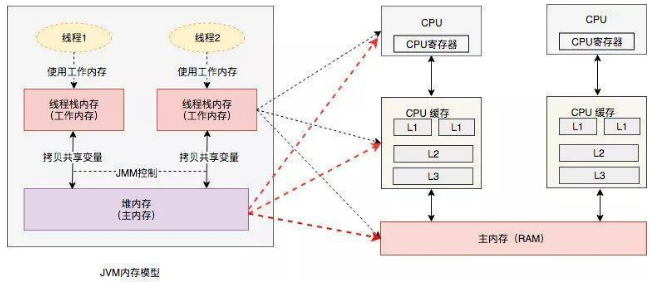 线程1
线程2
使用工作内存
使用工作内存
线程栈内存
(工作内存)
线程栈内存
(工作内存)
拷贝共享变量
拷贝共享变量
JMM控制
堆内存
(主内存)
JVM内存模型
CPU
CPU寄存器
CPU 缓存
L1
L1
L2
L3
CPU
CPU寄存器
CPU 缓存
L1
L1
L2
L3
主内存（RAM）